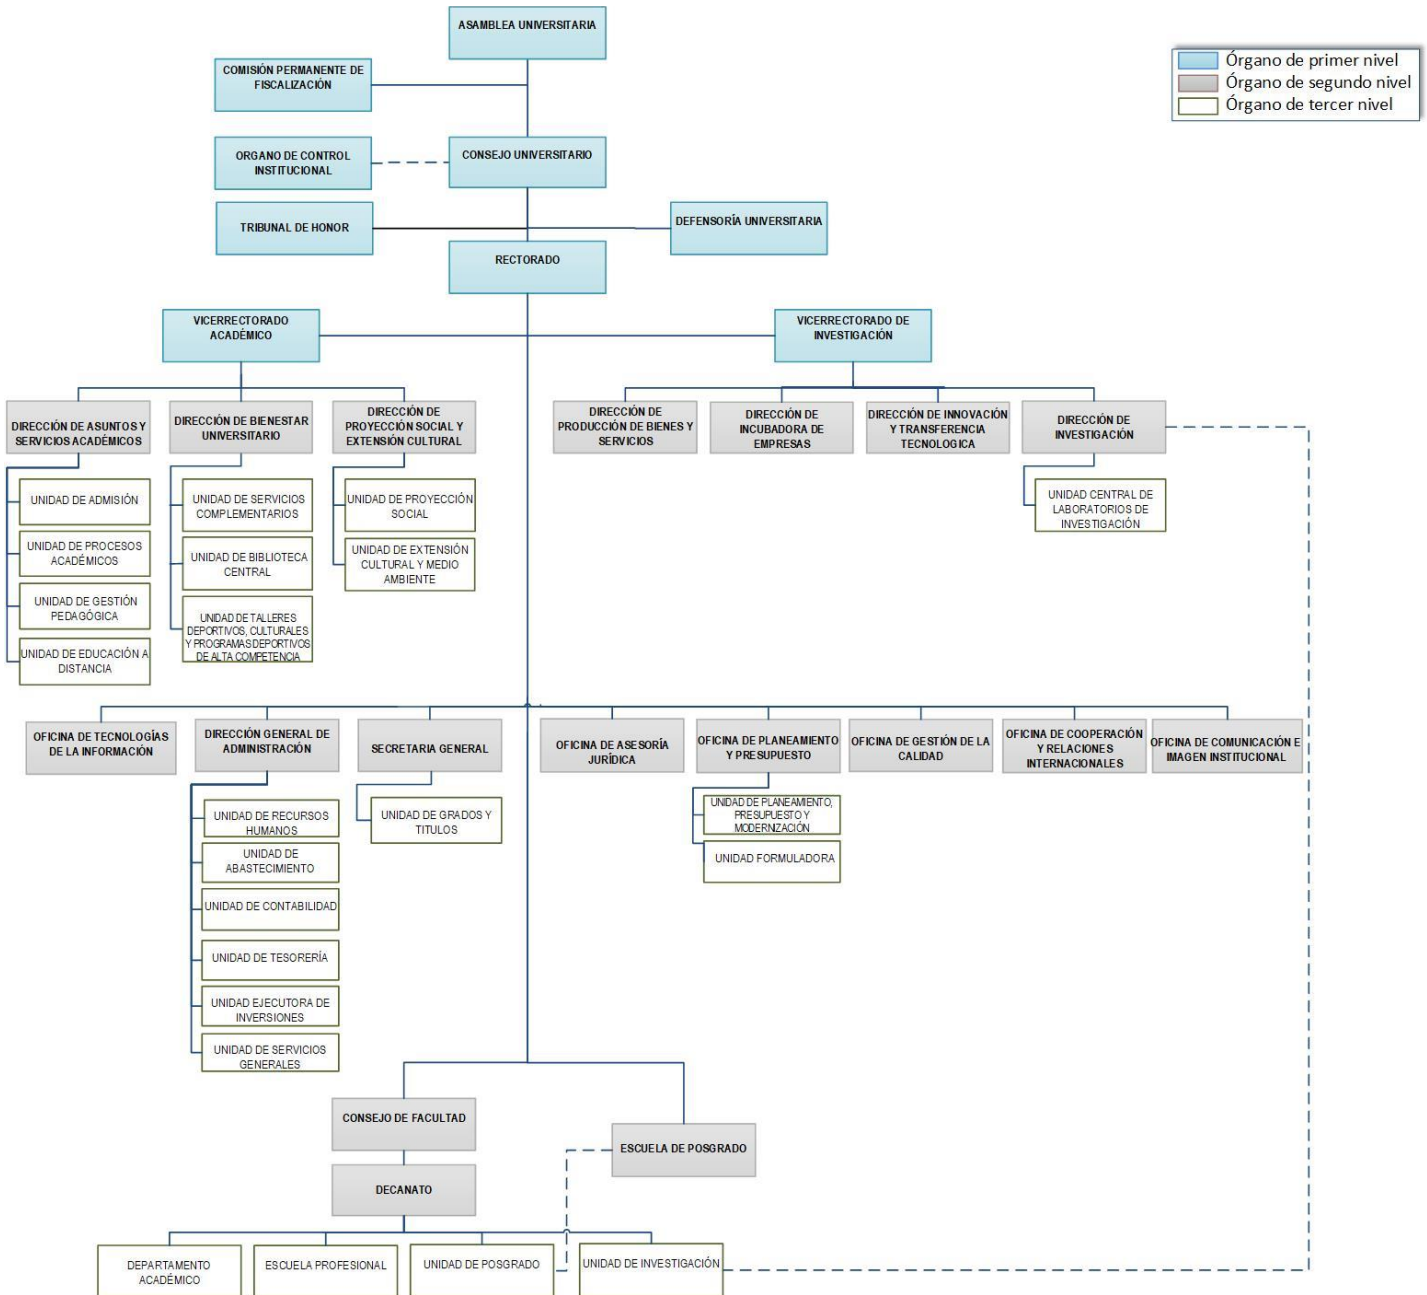 ASAMBLEA UNIVERSITARIA
Órgano de primer nivel
Órgano de segundo nivel
Órgano de tercer nivel
COMISIÓN PERMANENTE DE
FISCALIZACIÓN
ORGANO DE CONTROL
INSTITUCIONAL
CONSEJO UNIVERSITARIO
TRIBUNAL DE HONOR
DEFENSORÍA UNIVERSITARIA
RECTORADO
VICERRECTORADO
ACADÉMICO
VICERRECTORADO DE
INVESTIGACIÓN
DIRECCIÓN DE ASUNTOS Y
SERVICIOS ACADÉMICOS
DIRECCIÓN DE BIENESTAR
UNIVERSITARIO
DIRECCIÓN DE
PROYECCIÓN SOCIAL Y
EXTENSIÓN CULTURAL
DIRECCIÓN DE
PRODUCCIÓN DE BIENES Y
SERVICIOS
DIRECCIÓN DE
INCUBADORA DE
EMPRESAS
DIRECCIÓN DE INNOVACIÓN
Y TRANSFERENCIA
TECNOLOGICA
DIRECCIÓN DE
INVESTIGACIÓN
UNIDAD DE ADMISIÓN
UNIDAD DE PROCESOS
ACADÉMICOS
UNIDAD DE GESTIÓN
PEDAGÓGICA
UNIDAD DE EDUCACIÓN A
DISTANCIA
UNIDAD DE SERVICIOS
COMPLEMENTARIOS
UNIDAD DE BIBLIOTECA
CENTRAL
UNIDAD DE TALLERES
DEPORTIVOS, CULTURALES
Y PROGRAMAS DEPORTIVOS
DE ALTA COMPETENCIA
UNIDAD DE PROYECCIÓN
SOCIAL
UNIDAD DE EXTENSIÓN
CULTURAL Y MEDIO
AMBIENTE
UNIDAD CENTRAL DE
LABORATORIOS DE
INVESTIGACIÓN
OFICINA DE TECNOLOGÍAS
DE LA INFORMACIÓN
DIRECCIÓN GENERAL DE
ADMINISTRACIÓN
SECRETARIA GENERAL
OFICINA DE ASESORÍA
JURÍDICA
OFICINA DE PLANEAMIENTO
Y PRESUPUESTO
OFICINA DE GESTIÓN DE LA
CALIDAD
OFICINA DE COOPERACIÓN
Y RELACIONES
INTERNACIONALES
OFICINA DE COMUNICACIÓN E
IMAGEN INSTITUCIONAL
UNIDAD DE RECURSOS
HUMANOS
UNIDAD DE
ABASTECIMIENTO
UNIDAD DE CONTABILIDAD
UNIDAD DE TESORERÍA
UNIDAD EJECUTORA DE
INVERSIONES
UNIDAD DE SERVICIOS
GENERALES
UNIDAD DE GRADOS Y
TITULOS
UNIDAD DE PLANEAMIENTO,
PRESUPUESTO Y
MODERNIZACIÓN
UNIDAD FORMULADORA
CONSEJO DE FACULTAD
ESCUELA DE POSGRADO
DECANATO
DEPARTAMENTO
ACADÉMICO
ESCUELA PROFESIONAL
UNIDAD DE POSGRADO
UNIDAD DE INVESTIGACIÓN